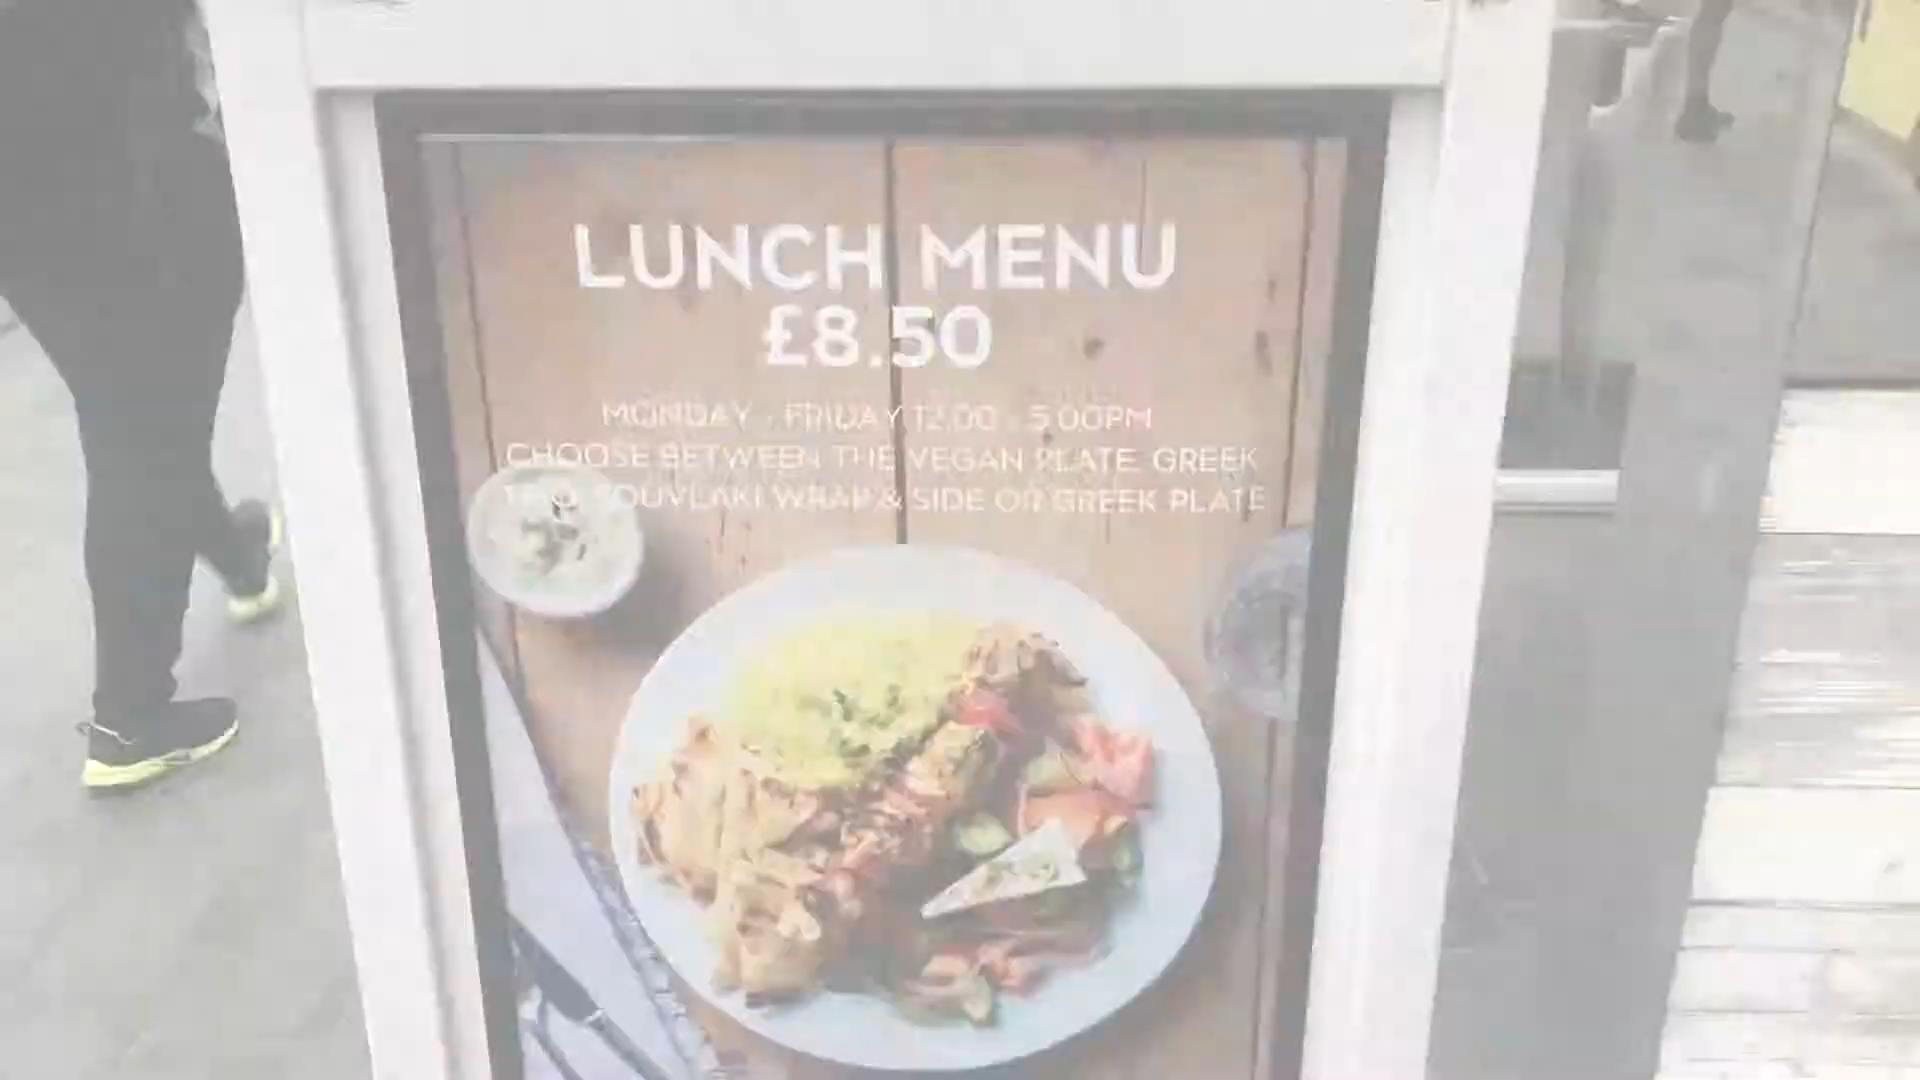 LUNCH MENU
£8.50
MONDAY - FRIDAY 12.00 - 5.00PM
CHOOSE BETWEEN THE VEGAN PLATE, GREEK
SOUVLAKI WRAP & SIDE OR GREEK PLATE